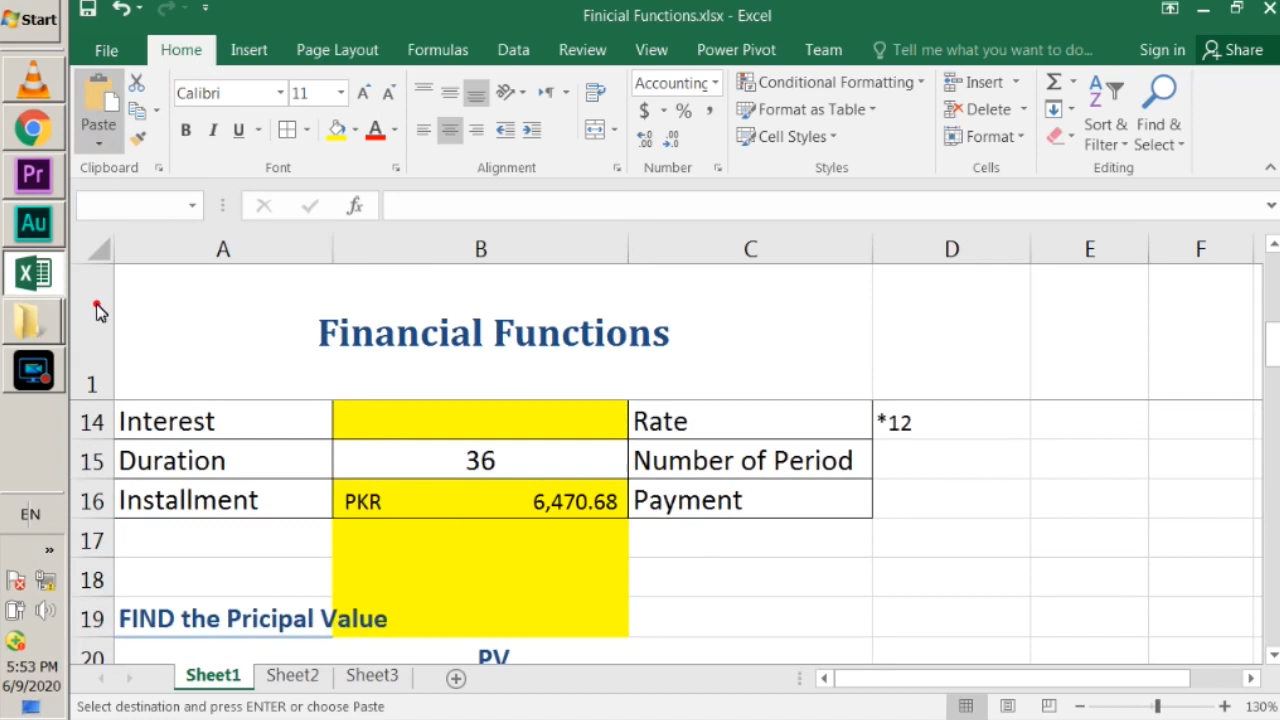 Start
Finicial Functions.xlsx - Excel
File Home Insert Page Layout Formulas Data Review View Power Pivot Team Tell me what you want to do... Sign in Share
Pr
Au
Paste
Clipboard
Calibri 11
B I U
Font
Alignment
Accounting
$ % ,
Number
Conditional Formatting
Format as Table
Cell Styles
Styles
Insert
Delete
Format
Cells
Sort & Filter
Find & Select
Editing
fx
A B C D E F
1 Financial Functions
14 Interest Rate *12
15 Duration 36 Number of Period
16 Installment PKR 6,470.68 Payment
17
18
19 FIND the Pricipal Value
20 PV
EN
5:53 PM
6/9/2020
Sheet1 Sheet2 Sheet3
Select destination and press ENTER or choose Paste
130%